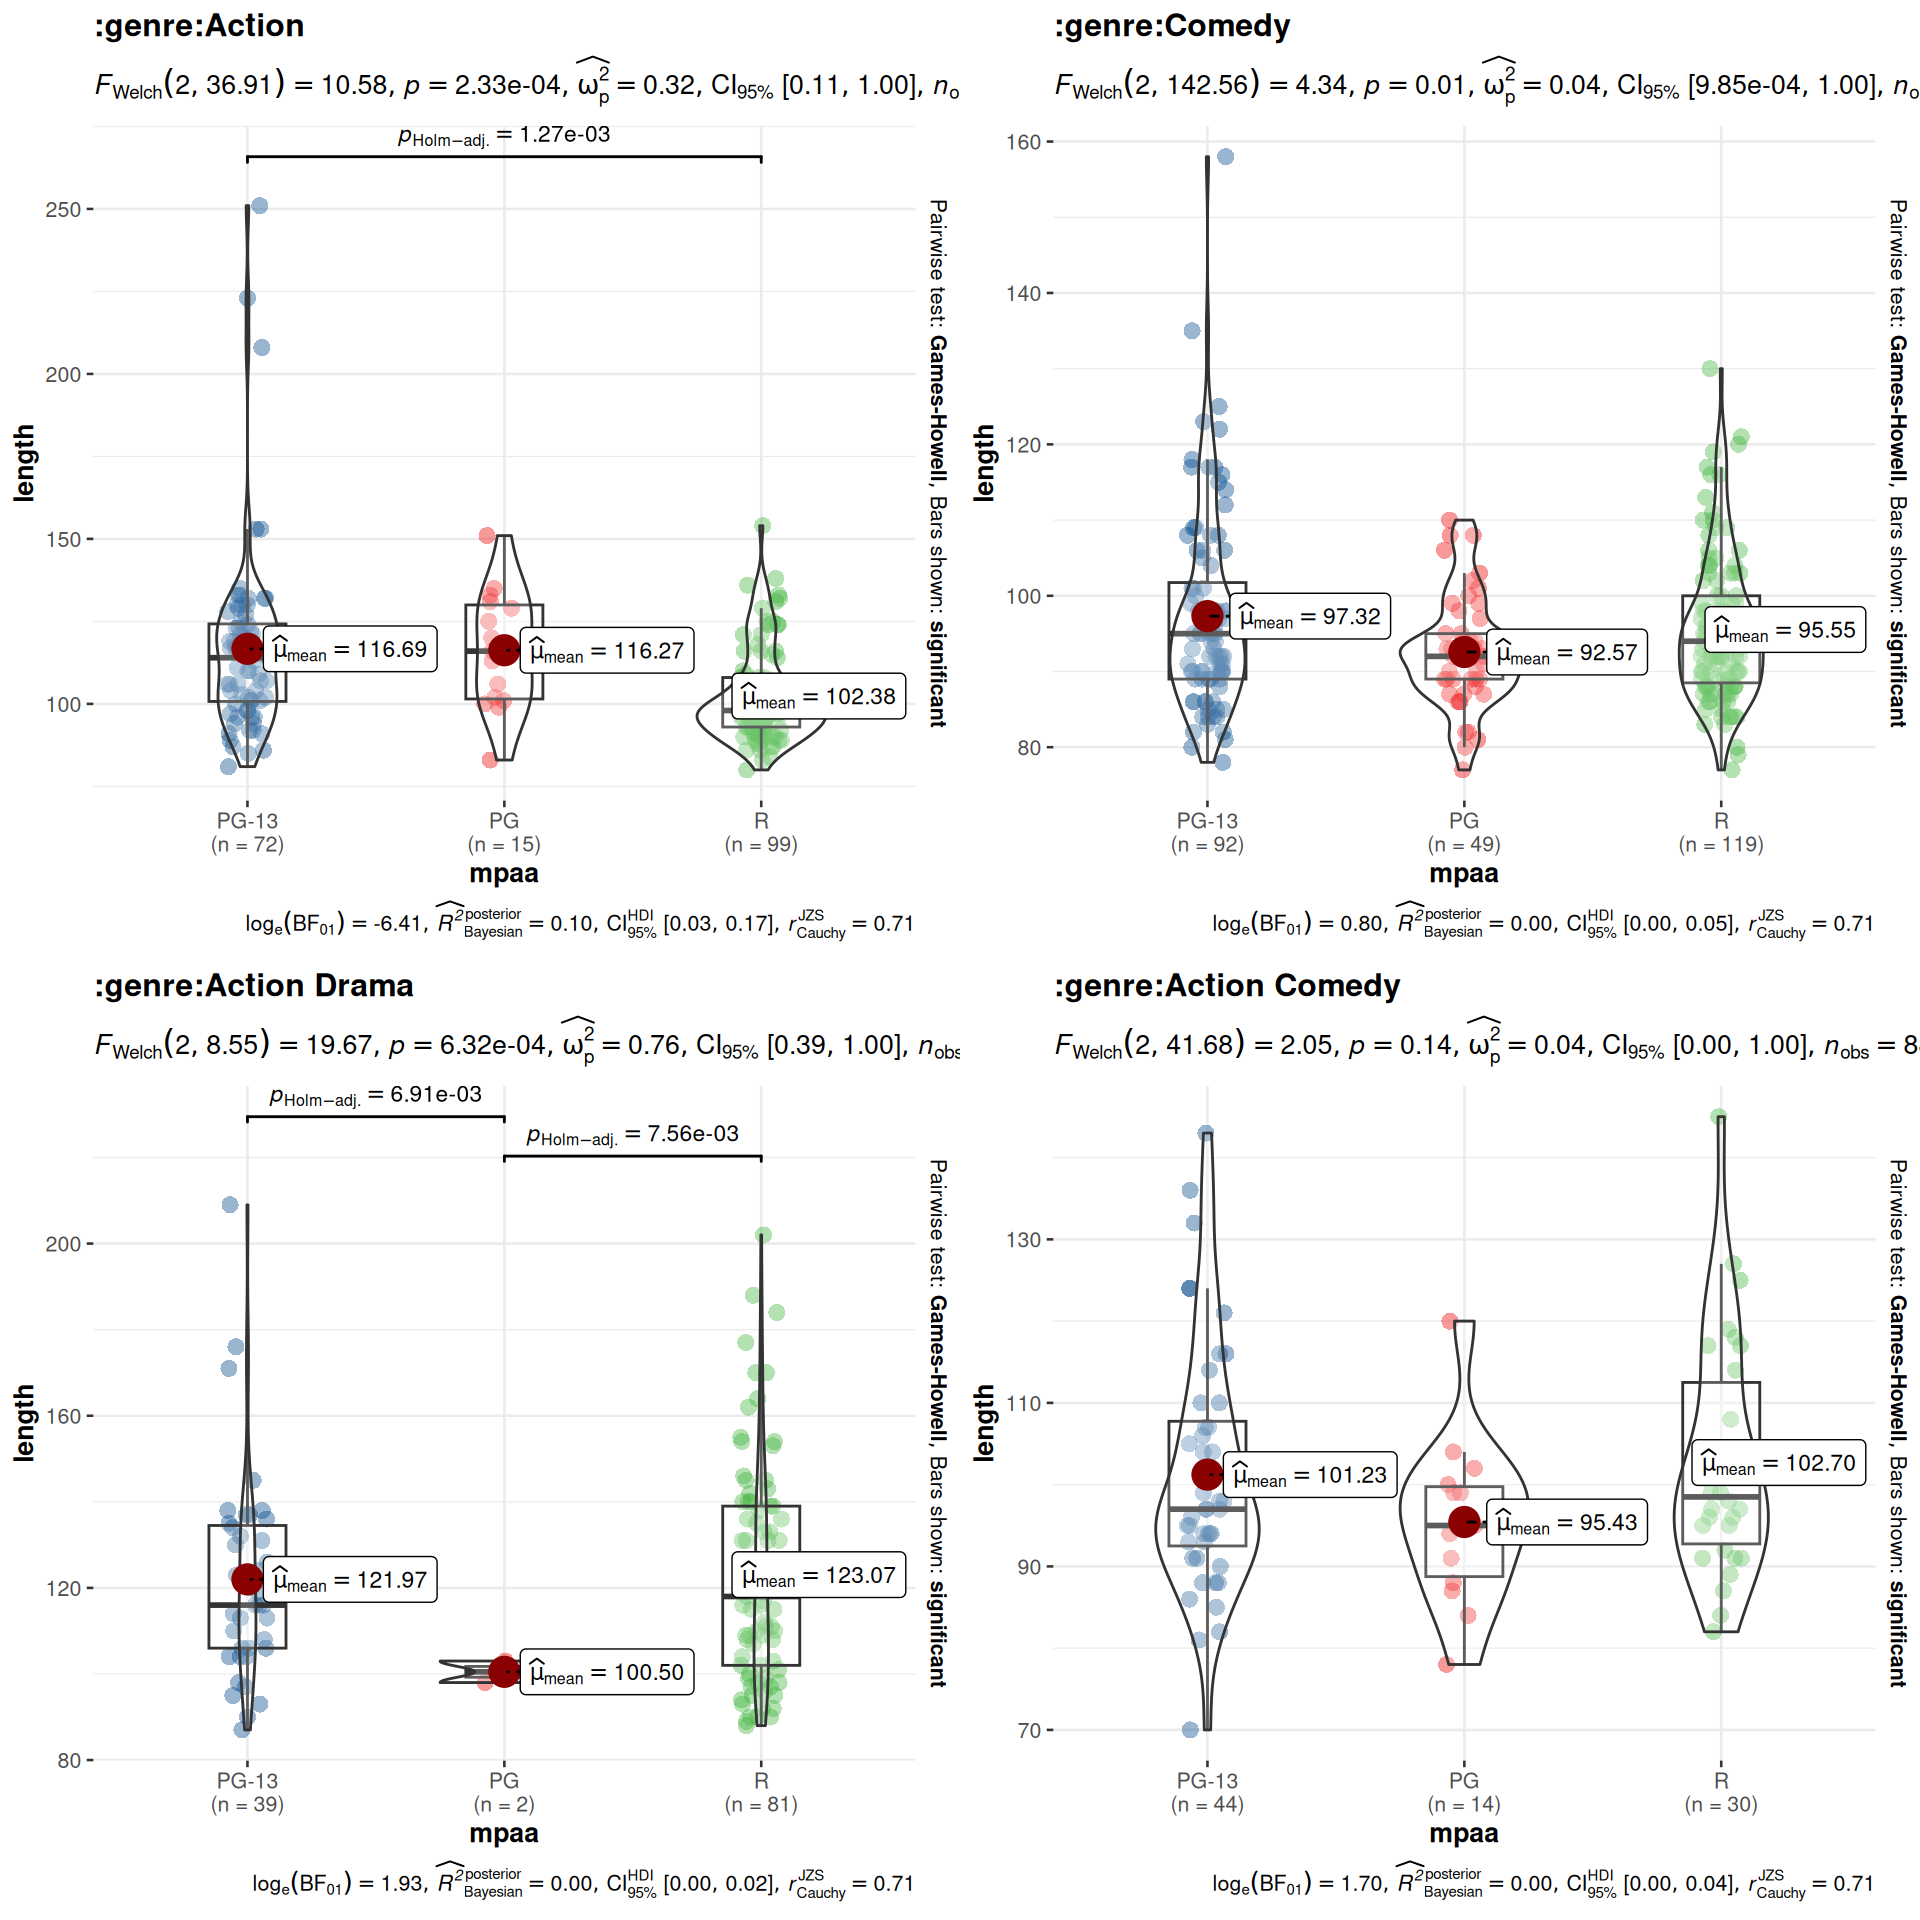 :genre:Action
F_Welch(2, 36.91) = 10.58, p = 2.33e-04, ω̂²_p = 0.32, CI_95% [0.11, 1.00], n_o
p_Holm−adj. = 1.27e-03
250
200
150
100
length
μ̂_mean = 116.69
μ̂_mean = 116.27
μ̂_mean = 102.38
Pairwise test: Games-Howell, Bars shown: significant
PG-13
(n = 72)
PG
(n = 15)
R
(n = 99)
mpaa
log_e(BF_01) = -6.41, R̂²^posterior_Bayesian = 0.10, CI^HDI_95% [0.03, 0.17], r^JZS_Cauchy = 0.71
:genre:Comedy
F_Welch(2, 142.56) = 4.34, p = 0.01, ω̂²_p = 0.04, CI_95% [9.85e-04, 1.00], n_o
160
140
120
100
80
length
μ̂_mean = 97.32
μ̂_mean = 92.57
μ̂_mean = 95.55
Pairwise test: Games-Howell, Bars shown: significant
PG-13
(n = 92)
PG
(n = 49)
R
(n = 119)
mpaa
log_e(BF_01) = 0.80, R̂²^posterior_Bayesian = 0.00, CI^HDI_95% [0.00, 0.05], r^JZS_Cauchy = 0.71
:genre:Action Drama
F_Welch(2, 8.55) = 19.67, p = 6.32e-04, ω̂²_p = 0.76, CI_95% [0.39, 1.00], n_obs
p_Holm−adj. = 6.91e-03
p_Holm−adj. = 7.56e-03
200
160
120
80
length
μ̂_mean = 121.97
μ̂_mean = 100.50
μ̂_mean = 123.07
Pairwise test: Games-Howell, Bars shown: significant
PG-13
(n = 39)
PG
(n = 2)
R
(n = 81)
mpaa
log_e(BF_01) = 1.93, R̂²^posterior_Bayesian = 0.00, CI^HDI_95% [0.00, 0.02], r^JZS_Cauchy = 0.71
:genre:Action Comedy
F_Welch(2, 41.68) = 2.05, p = 0.14, ω̂²_p = 0.04, CI_95% [0.00, 1.00], n_obs = 8
130
110
90
70
length
μ̂_mean = 101.23
μ̂_mean = 95.43
μ̂_mean = 102.70
Pairwise test: Games-Howell, Bars shown: significant
PG-13
(n = 44)
PG
(n = 14)
R
(n = 30)
mpaa
log_e(BF_01) = 1.70, R̂²^posterior_Bayesian = 0.00, CI^HDI_95% [0.00, 0.04], r^JZS_Cauchy = 0.71